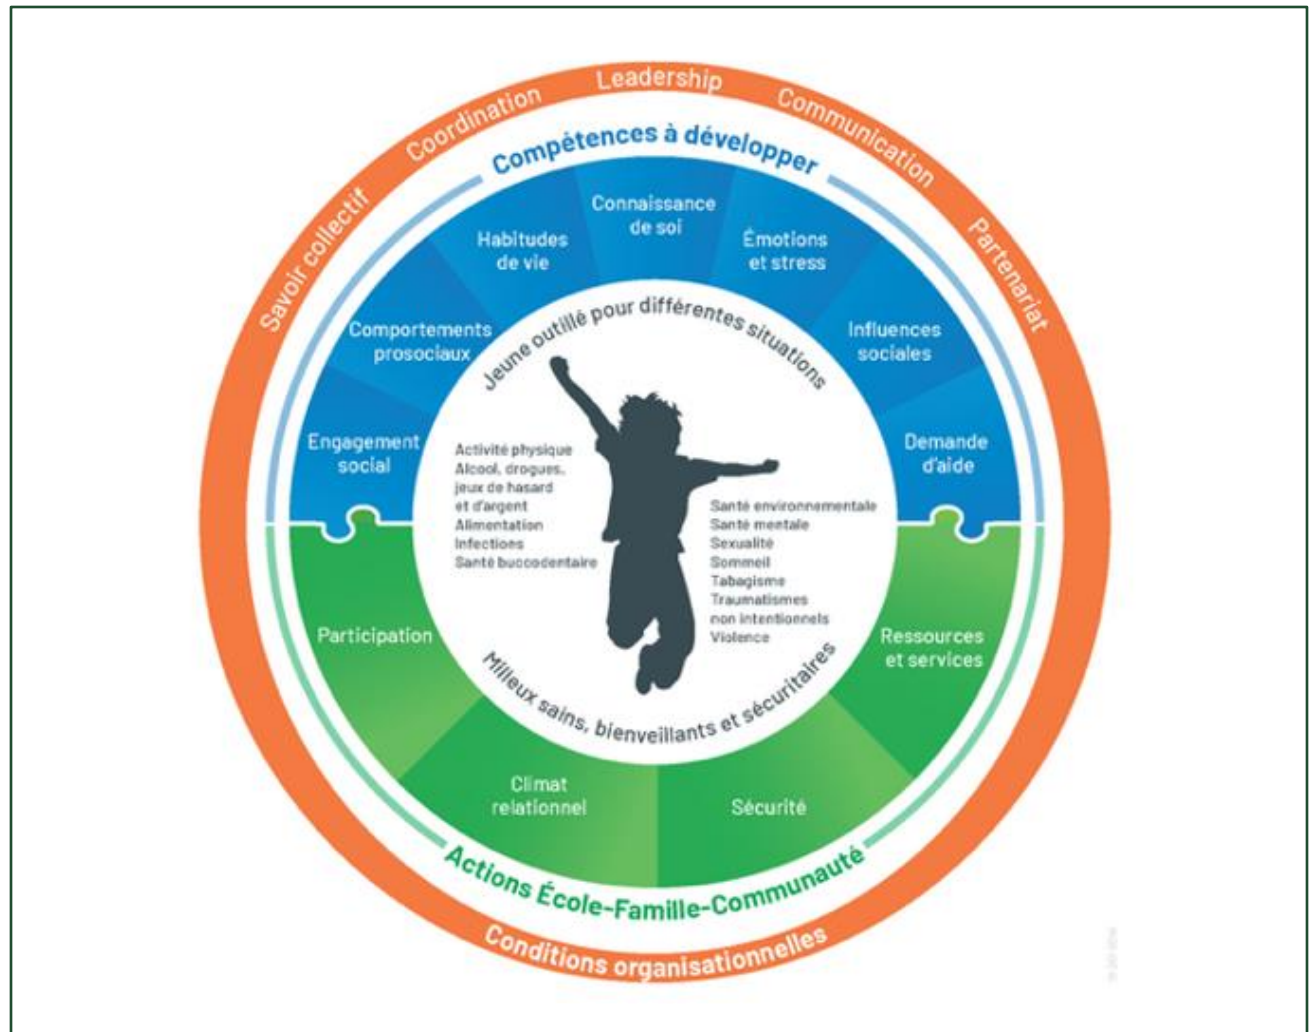 Savoir collectif
Coordination
Leadership
Communication
Partenariat
Compétences à développer
Engagement
social
Comportements
prosociaux
Habitudes
de vie
Connaissance
de soi
Émotions
et stress
Influences
sociales
Demande
d'aide
Jeune outillé pour différentes situations
Activité physique
Alcool, drogues,
jeux de hasard
et d'argent
Alimentation
Infections
Santé buccodentaire
Santé environnementale
Santé mentale
Sexualité
Sommeil
Tabagisme
Traumatismes
non intentionnels
Violence
Milieux sains, bienveillants et sécuritaires
Participation
Climat
relationnel
Sécurité
Ressources
et services
Actions École-Famille-Communauté
Conditions organisationnelles